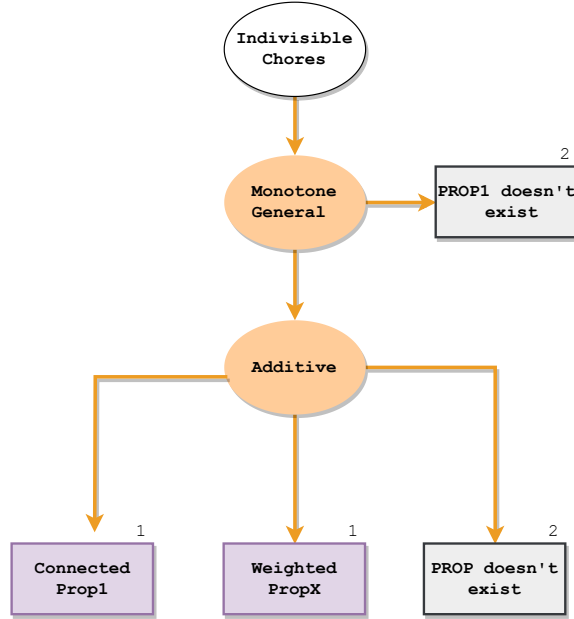 Indivisible
Chores
2
Monotone
General
PROP1 doesn't
exist
Additive
1
1
2
Connected
Prop1
Weighted
PropX
PROP doesn't
exist